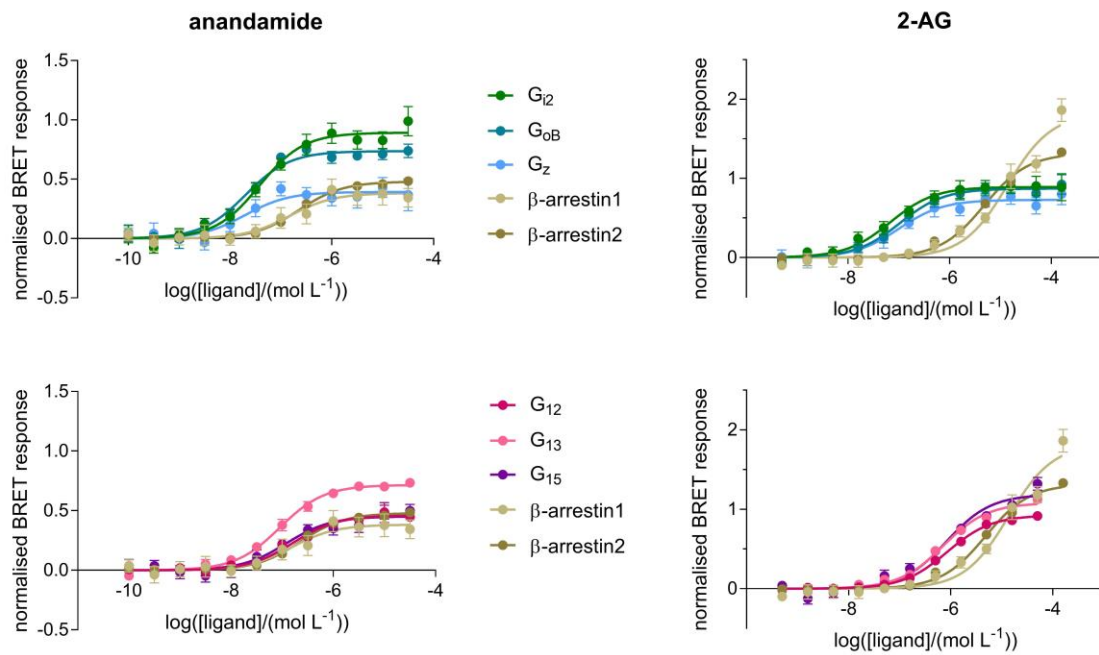 anandamide
2-AG
normalised BRET response
1.5
1.0
0.5
0.0
-0.5
-10
-8
-6
-4
log([ligand]/(mol L⁻¹))
G_i2
G_oB
G_z
β-arrestin1
β-arrestin2
normalised BRET response
2
1
0
-8
-6
-4
log([ligand]/(mol L⁻¹))
normalised BRET response
1.5
1.0
0.5
0.0
-0.5
-10
-8
-6
-4
log([ligand]/(mol L⁻¹))
G₁₂
G₁₃
G₁₅
β-arrestin1
β-arrestin2
normalised BRET response
2
1
0
-8
-6
-4
log([ligand]/(mol L⁻¹))